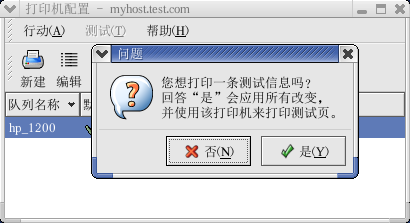 打印机配置 - myhost.test.com
行动(A) 测试(T) 帮助(H)
新建 编辑
队列名称 默
hp_1200
问题
您想打印一条测试信息吗？
回答“是”会应用所有改变，
并使用该打印机来打印测试页。
否(N) 是(Y)